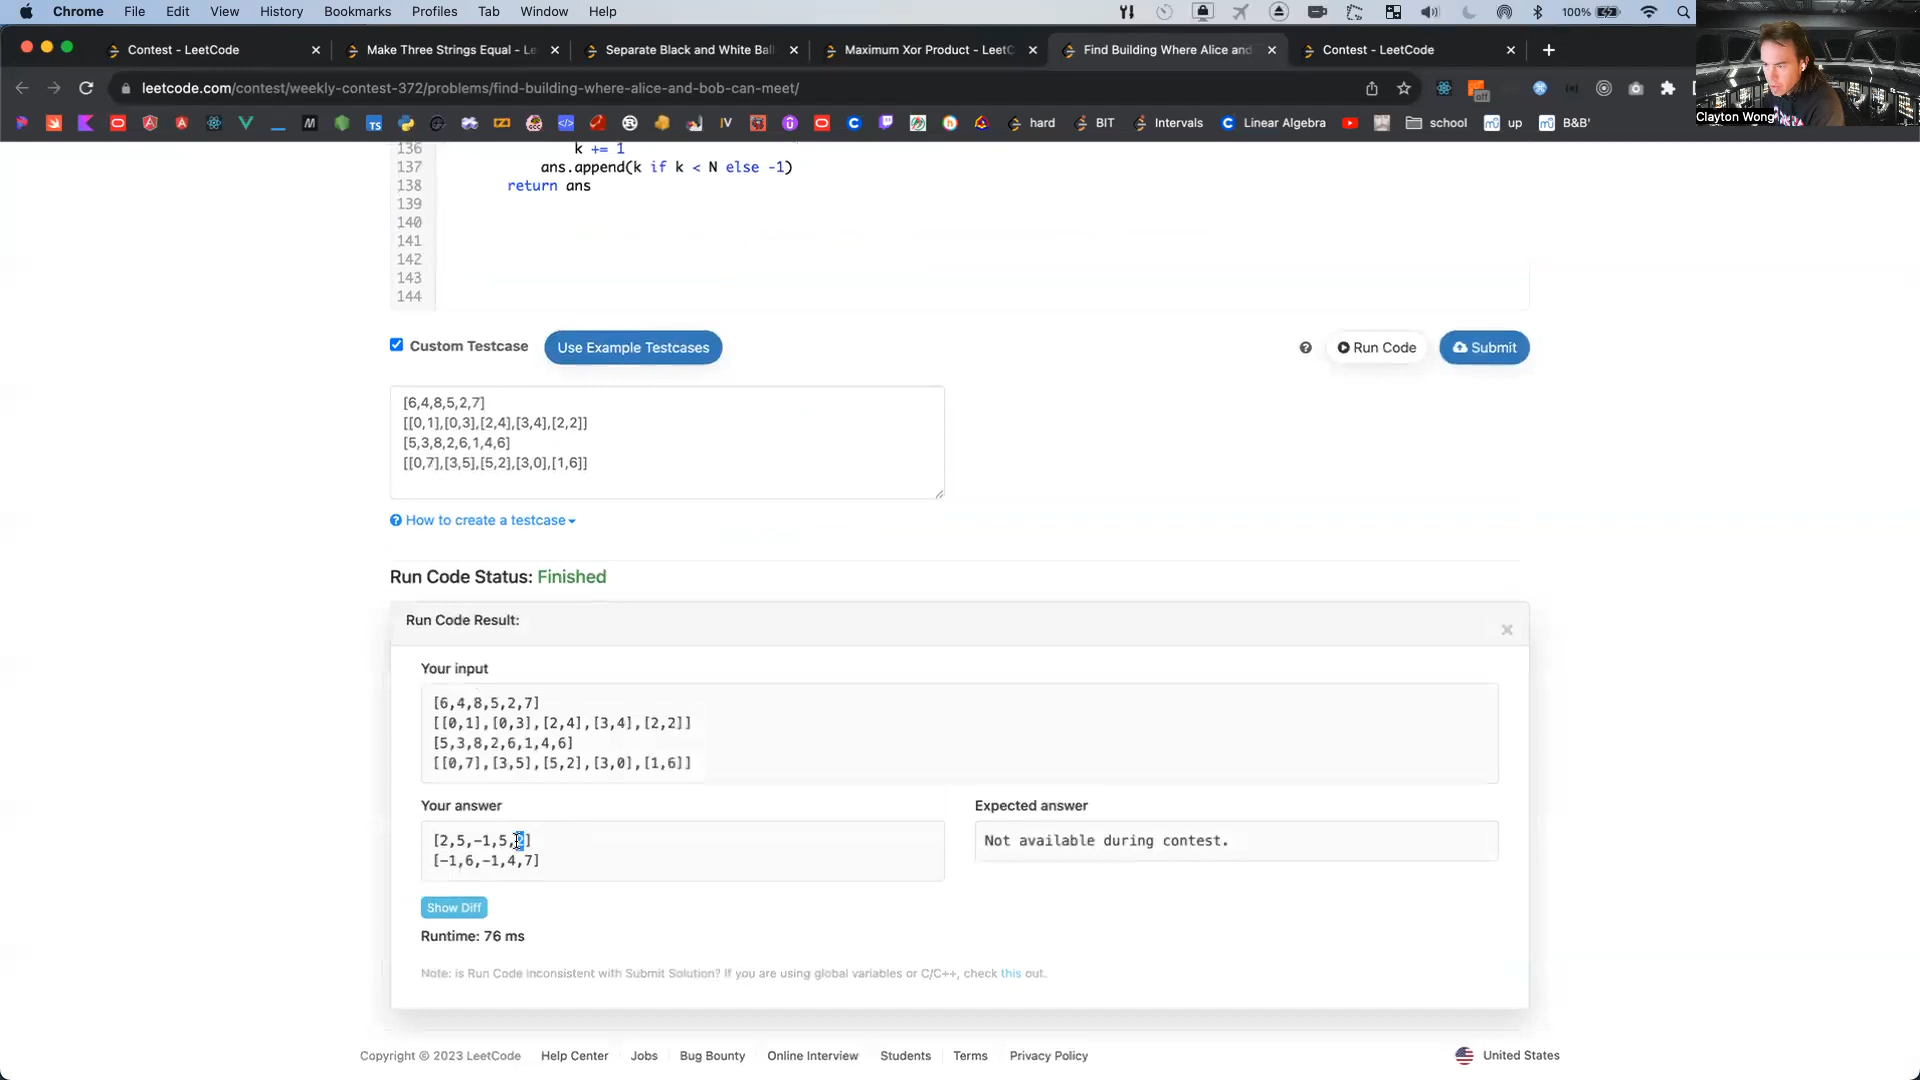 Chrome File Edit View History Bookmarks Profiles Tab Window Help 100%
Contest - LeetCode
Make Three Strings Equal - Le
Separate Black and White Ball
Maximum Xor Product - LeetC
Find Building Where Alice and
Contest - LeetCode
leetcode.com/contest/weekly-contest-372/problems/find-building-where-alice-and-bob-can-meet/
off
Clayton Wong
TS IV hard BIT Intervals Linear Algebra school up B&B'
136 k += 1
137 ans.append(k if k < N else -1)
138 return ans
139
140
141
142
143
144
Custom Testcase
Use Example Testcases
Run Code
Submit
[6,4,8,5,2,7]
[[0,1],[0,3],[2,4],[3,4],[2,2]]
[5,3,8,2,6,1,4,6]
[[0,7],[3,5],[5,2],[3,0],[1,6]]
How to create a testcase
Run Code Status: Finished
Run Code Result:
Your input
[6,4,8,5,2,7]
[[0,1],[0,3],[2,4],[3,4],[2,2]]
[5,3,8,2,6,1,4,6]
[[0,7],[3,5],[5,2],[3,0],[1,6]]
Your answer
Expected answer
[2,5,-1,5,2]
[-1,6,-1,4,7]
Not available during contest.
Show Diff
Runtime: 76 ms
Note: is Run Code inconsistent with Submit Solution? If you are using global variables or C/C++, check this out.
Copyright © 2023 LeetCode Help Center Jobs Bug Bounty Online Interview Students Terms Privacy Policy United States